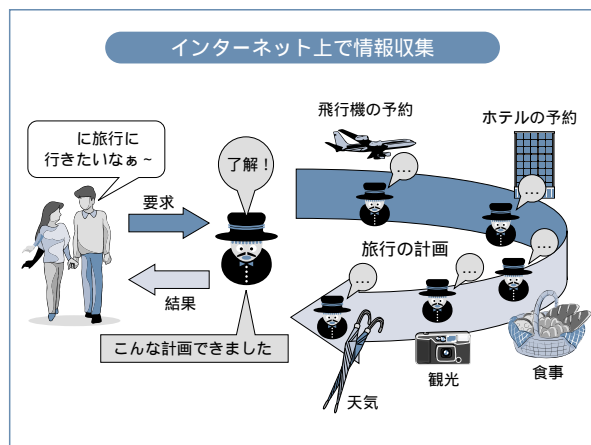 インターネット上で情報収集
に旅行に
行きたいなぁ~
了解!
飛行機の予約
ホテルの予約
…
…
要求
旅行の計画
…
…
…
結果
こんな計画できました
食事
観光
天気